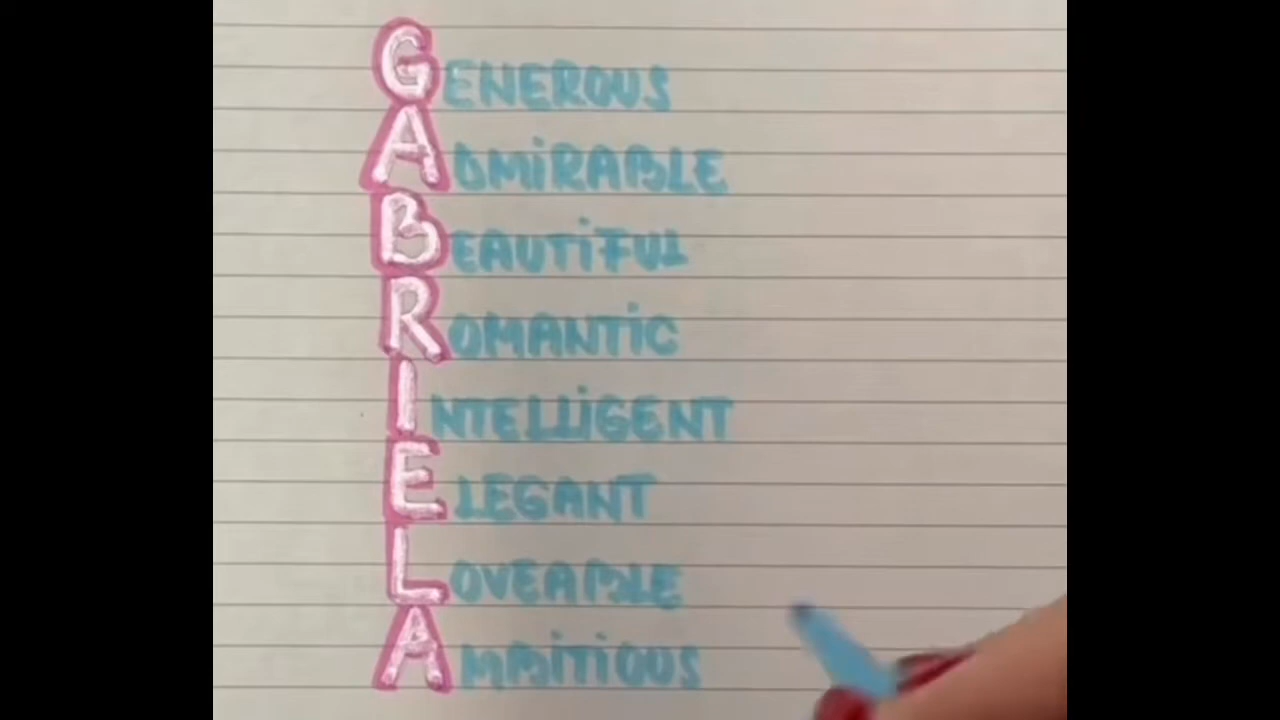 GENEROUS
ADMiRABLE
BEAUTiFUL
ROMANTiC
INTELLiGENT
ELEGANT
LOVEABLE
AMBiTiOUS